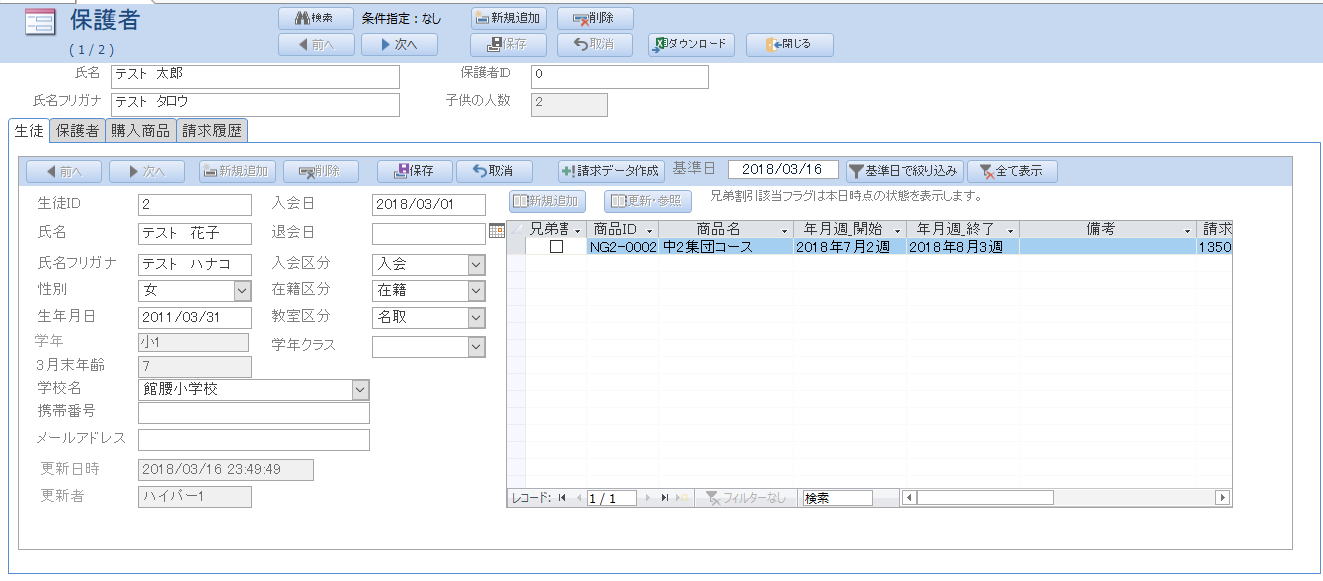 保護者
(1/2)
検索 条件指定：なし 新規追加 削除
前へ 次へ 保存 取消 ダウンロード 閉じる
氏名 テスト 太郎 保護者ID 0
氏名フリガナ テスト タロウ 子供の人数 2
生徒 保護者 購入商品 請求履歴
前へ 次へ 新規追加 削除 保存 取消 請求データ作成 基準日 2018/03/16 基準日で絞り込み 全て表示
生徒ID 2 入会日 2018/03/01 新規追加 更新・参照 兄弟割引該当フラグは本日時点の状態を表示します。
氏名 テスト 花子 退会日
兄弟割 商品ID 商品名 年月週_開始 年月週_終了 備考 請求
NG2-0002 中2集団コース 2018年7月2週 2018年8月3週 1350
氏名フリガナ テスト ハナコ 入会区分 入会
性別 女 在籍区分 在籍
生年月日 2011/03/31 教室区分 名取
学年 小1 学年クラス
3月末年齢 7
学校名 館腰小学校
携帯番号
メールアドレス
更新日時 2018/03/16 23:49:49
更新者 ハイパー1
レコード: 1/1 フィルターなし 検索